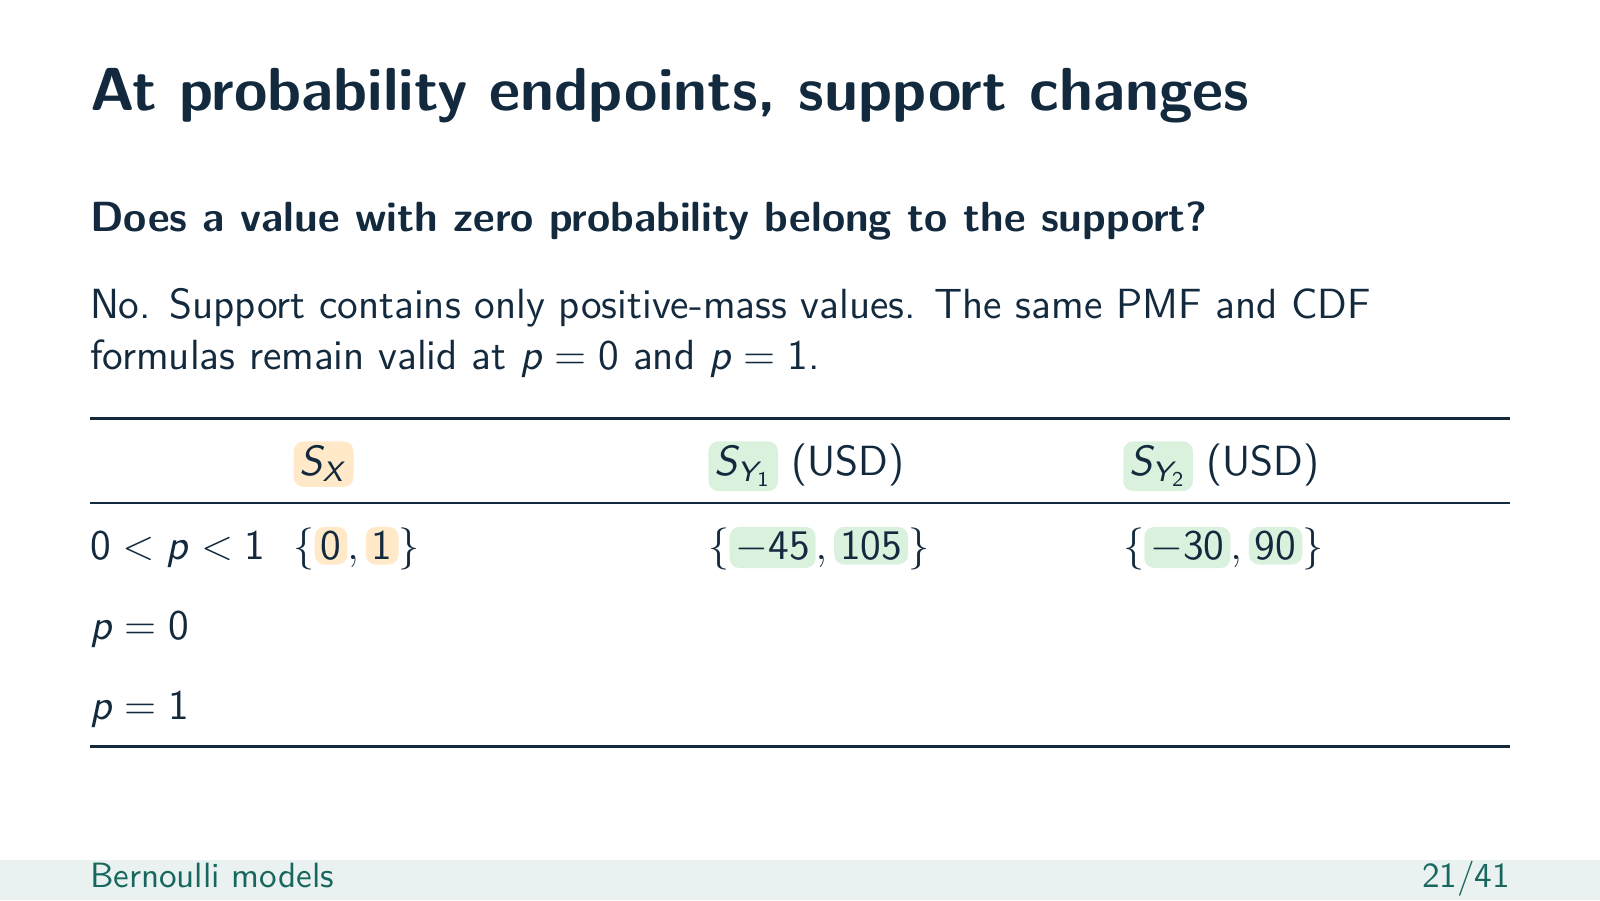 At probability endpoints, support changes
Does a value with zero probability belong to the support?
No. Support contains only positive-mass values. The same PMF and CDF
formulas remain valid at p = 0 and p = 1.
S_X S_{Y_1} (USD) S_{Y_2} (USD)
0 < p < 1 {0, 1} {−45, 105} {−30, 90}
p = 0
p = 1
Bernoulli models 21/41